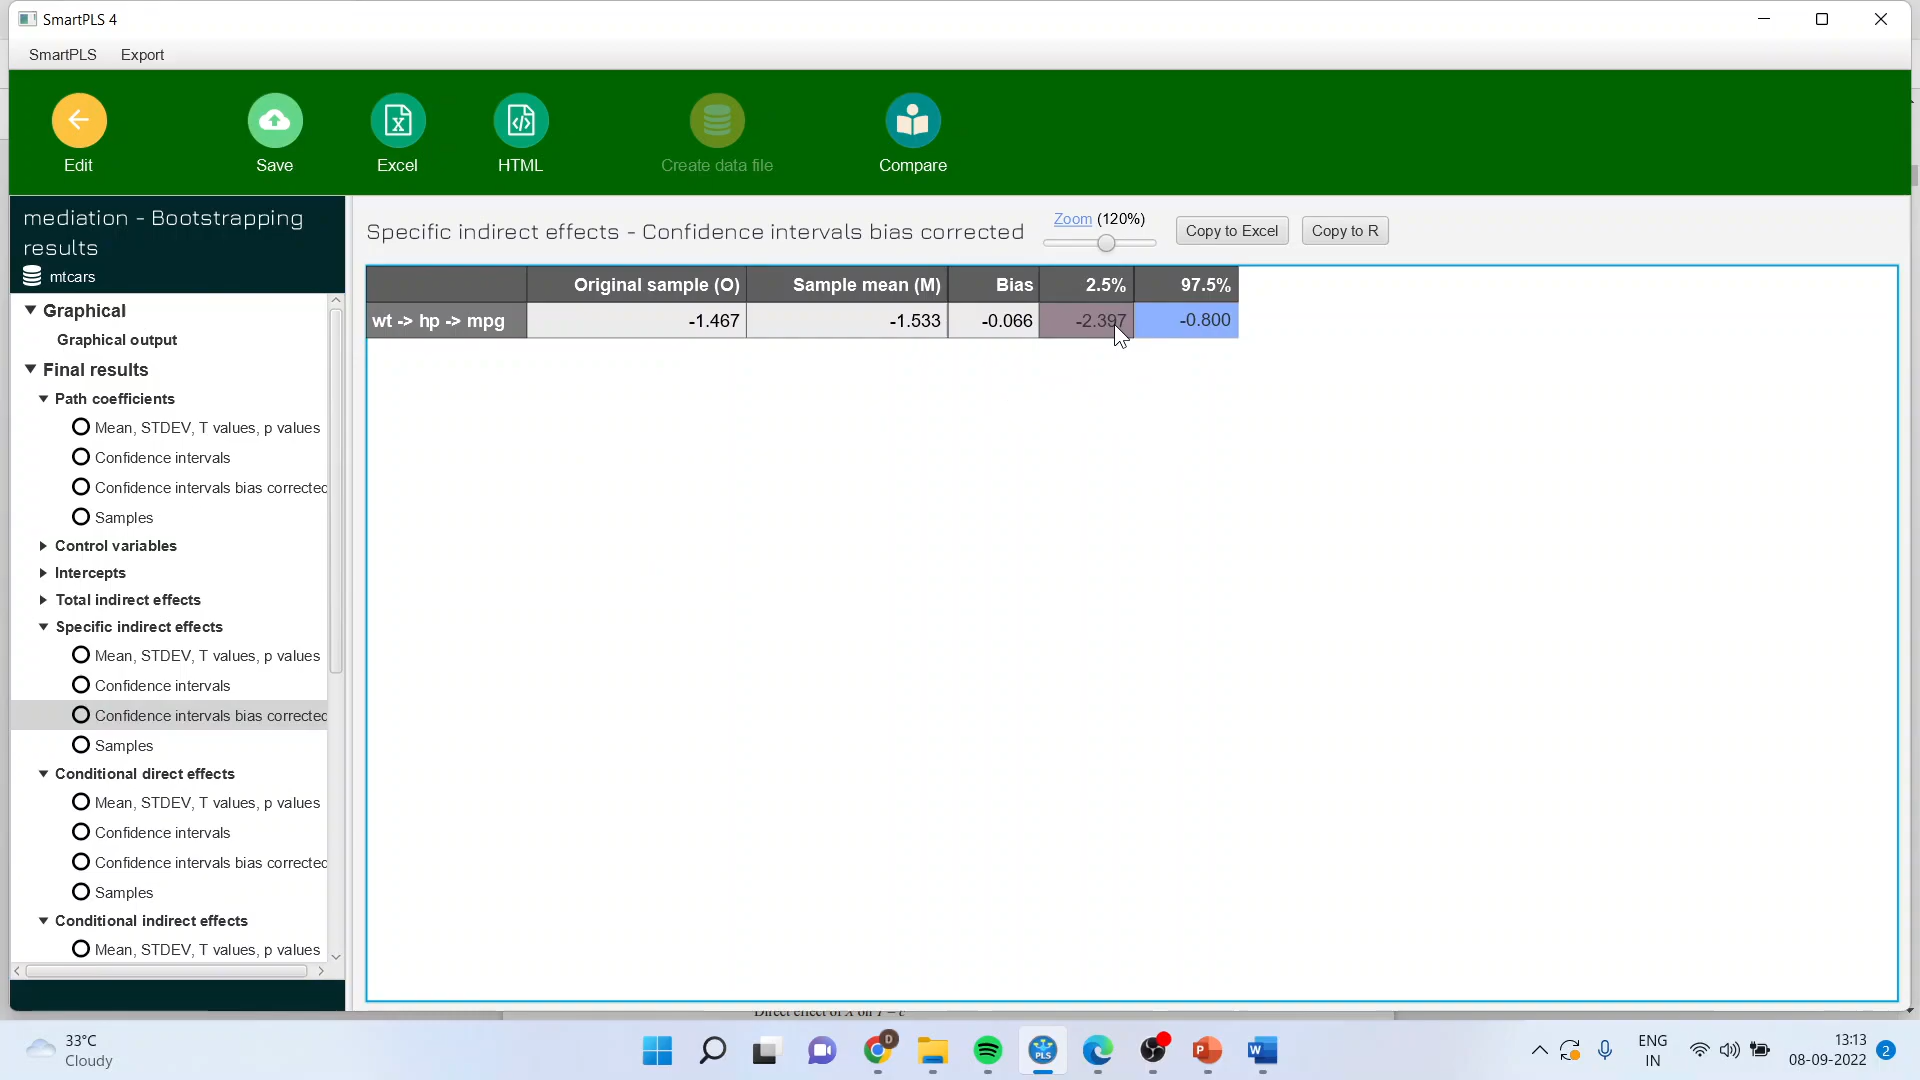 SmartPLS 4
SmartPLS Export
Edit Save Excel HTML Create data file Compare
mediation - Bootstrapping
results
mtcars
Graphical
Graphical output
Final results
Path coefficients
Mean, STDEV, T values, p values
Confidence intervals
Confidence intervals bias corrected
Samples
Control variables
Intercepts
Total indirect effects
Specific indirect effects
Mean, STDEV, T values, p values
Confidence intervals
Confidence intervals bias corrected
Samples
Conditional direct effects
Mean, STDEV, T values, p values
Confidence intervals
Confidence intervals bias corrected
Samples
Conditional indirect effects
Mean, STDEV, T values, p values
Specific indirect effects - Confidence intervals bias corrected
Zoom (120%)
Copy to Excel Copy to R
Original sample (O) Sample mean (M) Bias 2.5% 97.5%
wt -> hp -> mpg -1.467 -1.533 -0.066 -2.397 -0.800
33°C
Cloudy
D
PLS
P
W
ENG
IN
13:13
08-09-2022
2